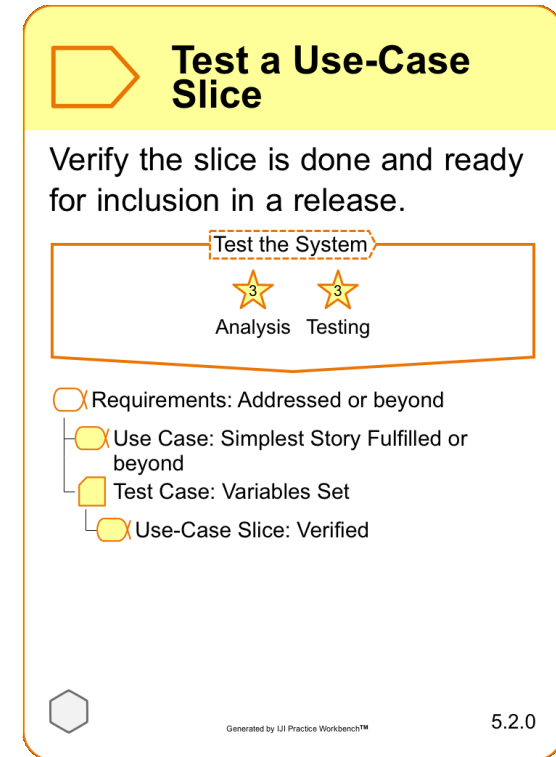 Test a Use-Case
Slice
Verify the slice is done and ready
for inclusion in a release.
Test the System
3 3
Analysis Testing
Requirements: Addressed or beyond
Use Case: Simplest Story Fulfilled or
beyond
Test Case: Variables Set
Use-Case Slice: Verified
Generated by IJI Practice Workbench™
5.2.0